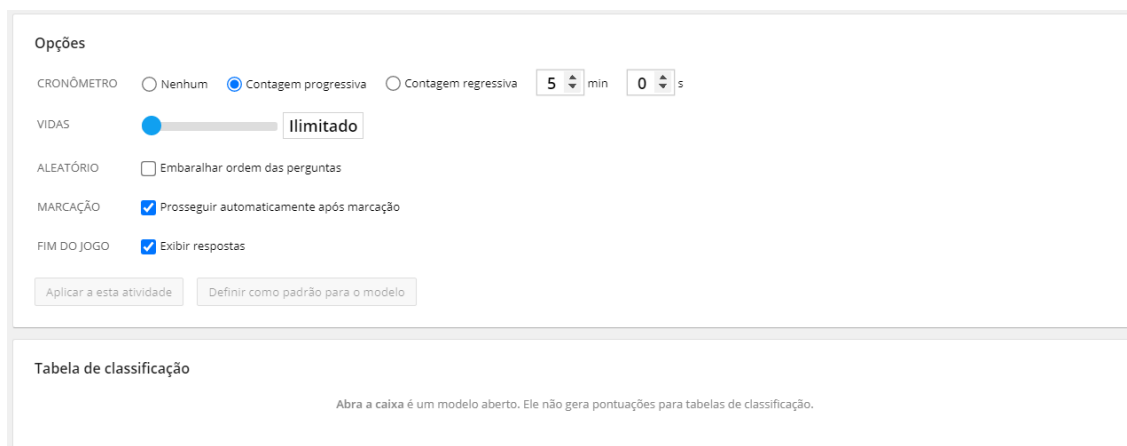 Opções
CRONÔMETRO Nenhum Contagem progressiva Contagem regressiva 5 min 0 s
VIDAS Ilimitado
ALEATÓRIO Embaralhar ordem das perguntas
MARCAÇÃO Prosseguir automaticamente após marcação
FIM DO JOGO Exibir respostas
Aplicar a esta atividade Definir como padrão para o modelo
Tabela de classificação
Abra a caixa é um modelo aberto. Ele não gera pontuações para tabelas de classificação.